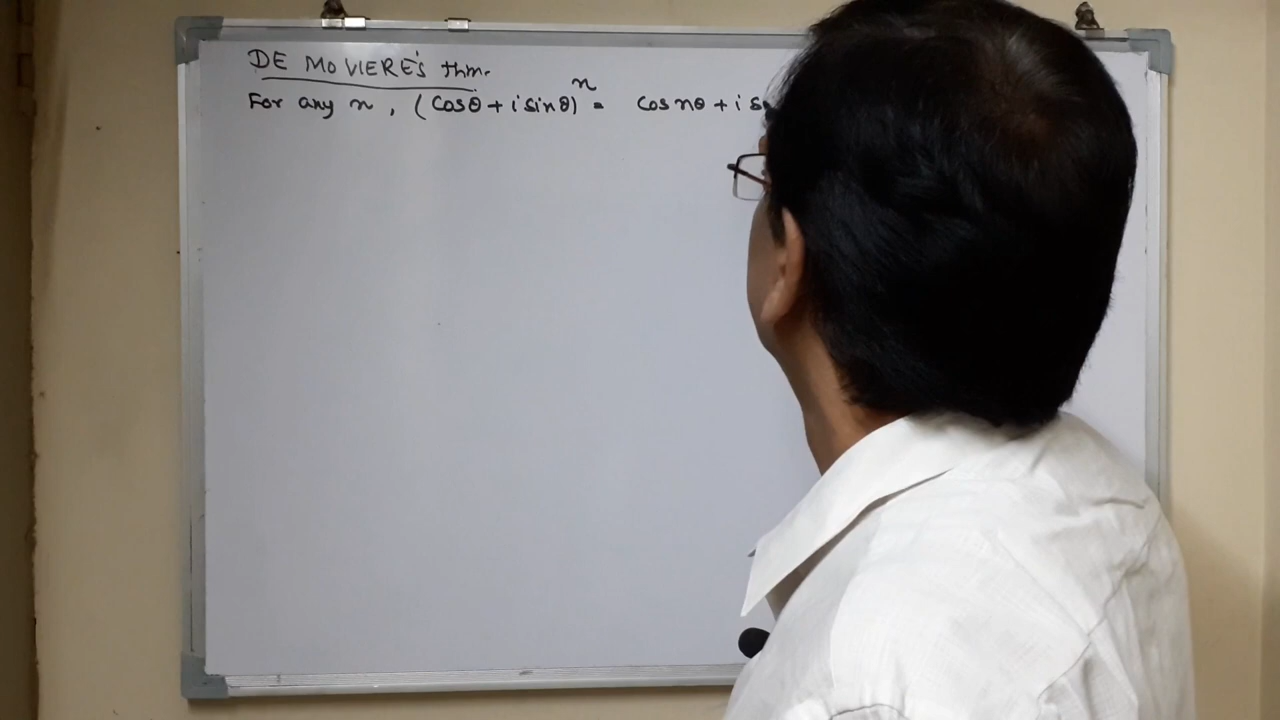 DE MOVIERE'S thm.
For any n, (cosθ + i sinθ)ⁿ = cos nθ + i s